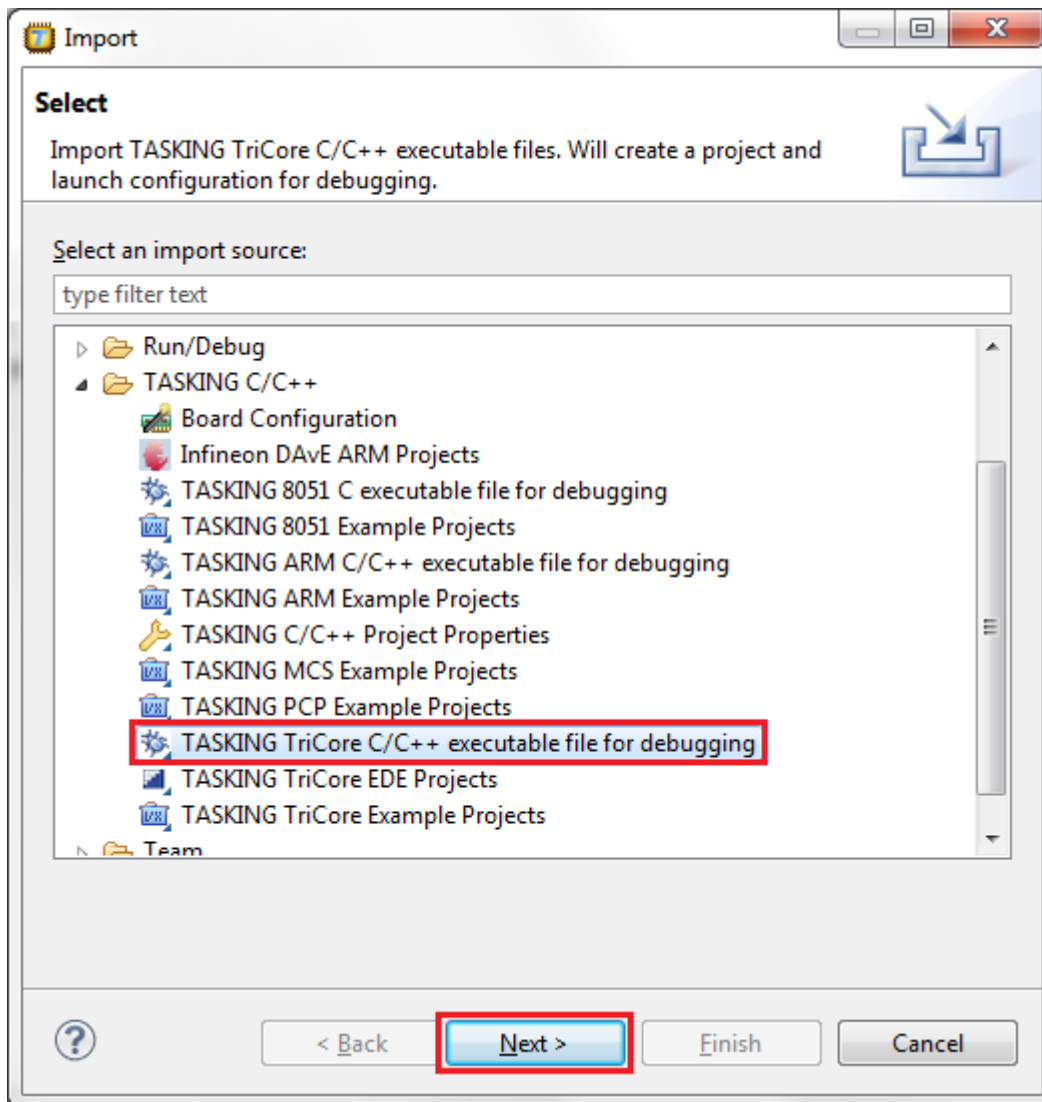 Import
Select
Import TASKING TriCore C/C++ executable files. Will create a project and
launch configuration for debugging.
Select an import source:
type filter text
Run/Debug
TASKING C/C++
Board Configuration
Infineon DAvE ARM Projects
TASKING 8051 C executable file for debugging
TASKING 8051 Example Projects
TASKING ARM C/C++ executable file for debugging
TASKING ARM Example Projects
TASKING C/C++ Project Properties
TASKING MCS Example Projects
TASKING PCP Example Projects
TASKING TriCore C/C++ executable file for debugging
TASKING TriCore EDE Projects
TASKING TriCore Example Projects
Team
< Back Next > Finish Cancel